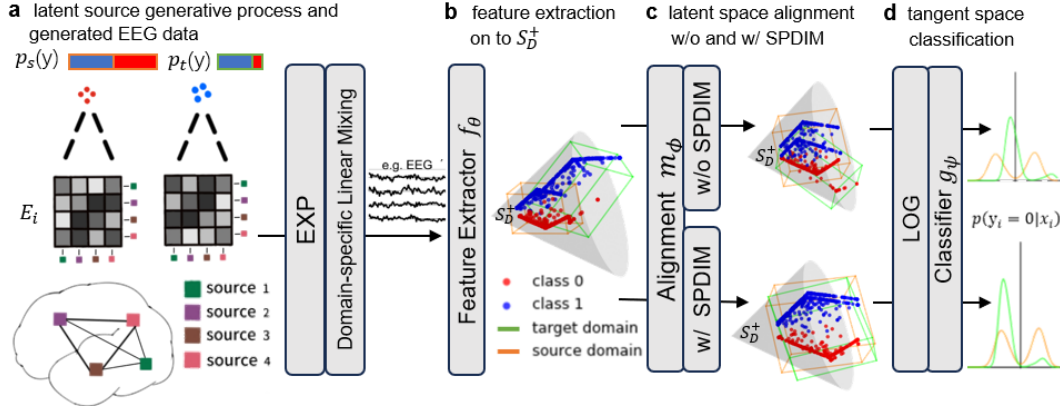 a latent source generative process and
generated EEG data
b feature extraction
on to S_D^+
c latent space alignment
w/o and w/ SPDIM
d tangent space
classification
p_s(y)
p_t(y)
E_i
source 1
source 2
source 3
source 4
EXP
Domain-specific Linear Mixing
e.g. EEG
Feature Extractor f_θ
S_D^+
class 0
class 1
target domain
source domain
Alignment m_ϕ
w/o SPDIM
w/ SPDIM
S_D^+
S_D^+
LOG
Classifier g_ψ
p(y_i = 0|x_i)